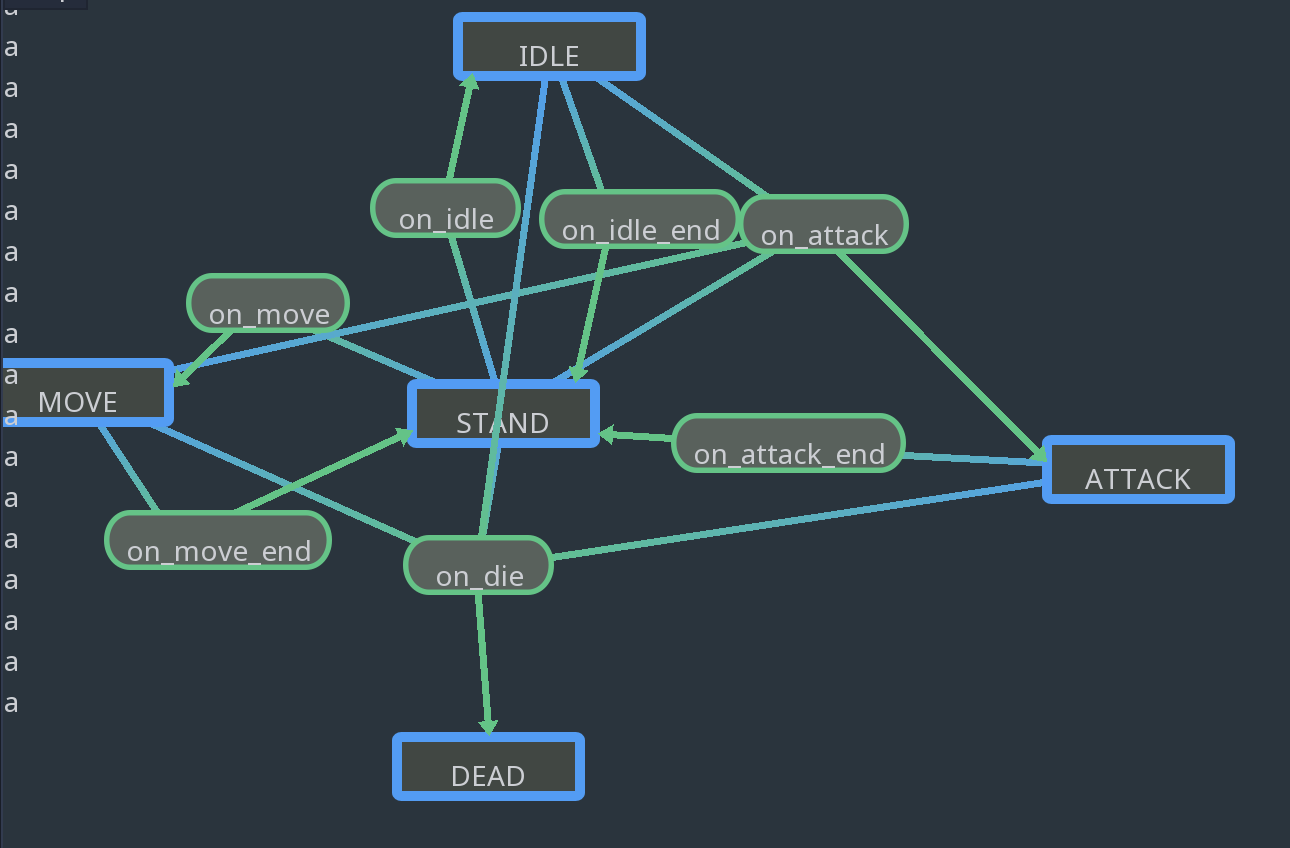 a
IDLE
a
a
a
a
on_idle
on_idle_end
on_attack
a
a
on_move
a
a
MOVE
a
STAND
a
on_attack_end
ATTACK
a
a
on_move_end
a
on_die
a
a
a
a
DEAD